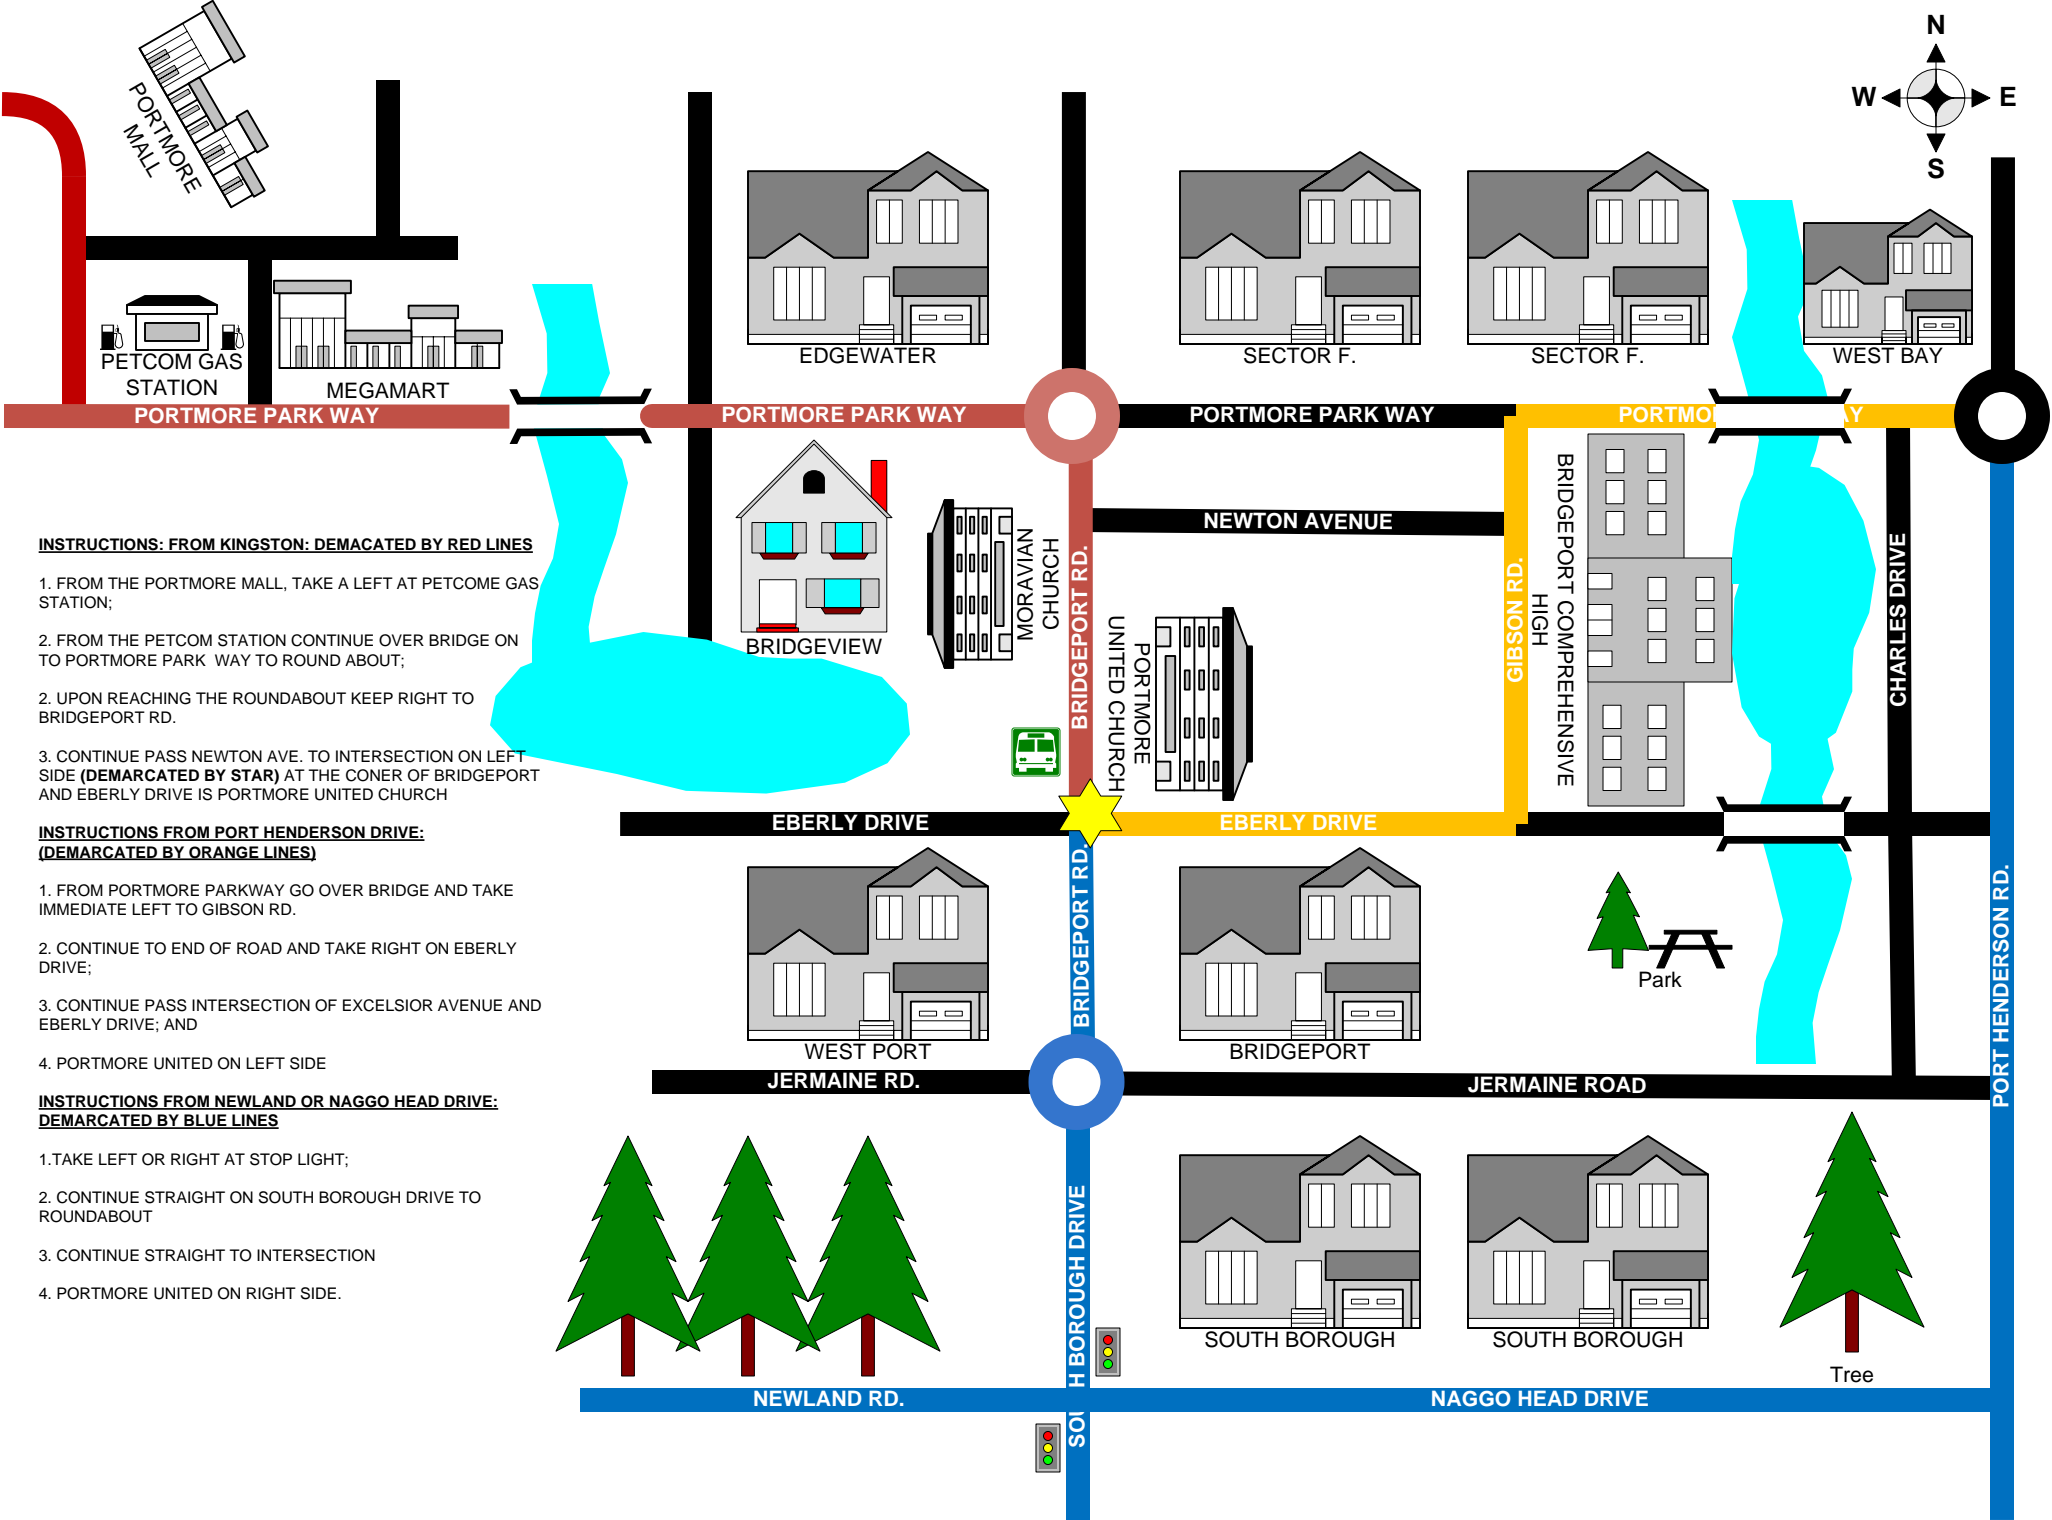 N
W E
S
PORTMORE
MALL
PETCOM GAS
STATION
MEGAMART
EDGEWATER
SECTOR F.
SECTOR F.
WEST BAY
PORTMORE PARK WAY
PORTMORE PARK WAY
PORTMORE PARK WAY
PORTMO AY
BRIDGEVIEW
MORAVIAN
CHURCH
BRIDGEPORT RD.
NEWTON AVENUE
PORTMORE
UNITED CHURCH
GIBSON RD.
BRIDGEPORT COMPREHENSIVE
HIGH
CHARLES DRIVE
INSTRUCTIONS: FROM KINGSTON: DEMACATED BY RED LINES
1. FROM THE PORTMORE MALL, TAKE A LEFT AT PETCOME GAS
STATION;
2. FROM THE PETCOM STATION CONTINUE OVER BRIDGE ON
TO PORTMORE PARK WAY TO ROUND ABOUT;
2. UPON REACHING THE ROUNDABOUT KEEP RIGHT TO
BRIDGEPORT RD.
3. CONTINUE PASS NEWTON AVE. TO INTERSECTION ON LEFT
SIDE (DEMARCATED BY STAR) AT THE CONER OF BRIDGEPORT
AND EBERLY DRIVE IS PORTMORE UNITED CHURCH
INSTRUCTIONS FROM PORT HENDERSON DRIVE:
(DEMARCATED BY ORANGE LINES)
1. FROM PORTMORE PARKWAY GO OVER BRIDGE AND TAKE
IMMEDIATE LEFT TO GIBSON RD.
2. CONTINUE TO END OF ROAD AND TAKE RIGHT ON EBERLY
DRIVE;
3. CONTINUE PASS INTERSECTION OF EXCELSIOR AVENUE AND
EBERLY DRIVE; AND
4. PORTMORE UNITED ON LEFT SIDE
INSTRUCTIONS FROM NEWLAND OR NAGGO HEAD DRIVE:
DEMARCATED BY BLUE LINES
1.TAKE LEFT OR RIGHT AT STOP LIGHT;
2. CONTINUE STRAIGHT ON SOUTH BOROUGH DRIVE TO
ROUNDABOUT
3. CONTINUE STRAIGHT TO INTERSECTION
4. PORTMORE UNITED ON RIGHT SIDE.
EBERLY DRIVE
EBERLY DRIVE
BRIDGEPORT RD.
WEST PORT
BRIDGEPORT
Park
PORT HENDERSON RD.
JERMAINE RD.
JERMAINE ROAD
SOUTH BOROUGH DRIVE
SOUTH BOROUGH
SOUTH BOROUGH
Tree
NEWLAND RD.
NAGGO HEAD DRIVE